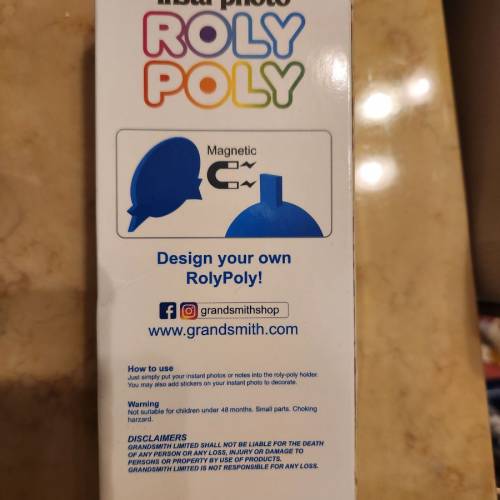 instar photo
ROLY
POLY
Magnetic
Design your own
RolyPoly!
grandsmithshop
www.grandsmith.com
How to use
Just simply put your instant photos or notes into the roly-poly holder.
You may also add stickers on your instant photo to decorate.
Warning
Not suitable for children under 48 months. Small parts. Choking
harzard.
DISCLAIMERS
GRANDSMITH LIMITED SHALL NOT BE LIABLE FOR THE DEATH
OF ANY PERSON OR ANY LOSS, INJURY OR DAMAGE TO
PERSONS OR PROPERTY BY USE OF PRODUCTS.
GRANDSMITH LIMITED IS NOT RESPONSIBLE FOR ANY LOSS.